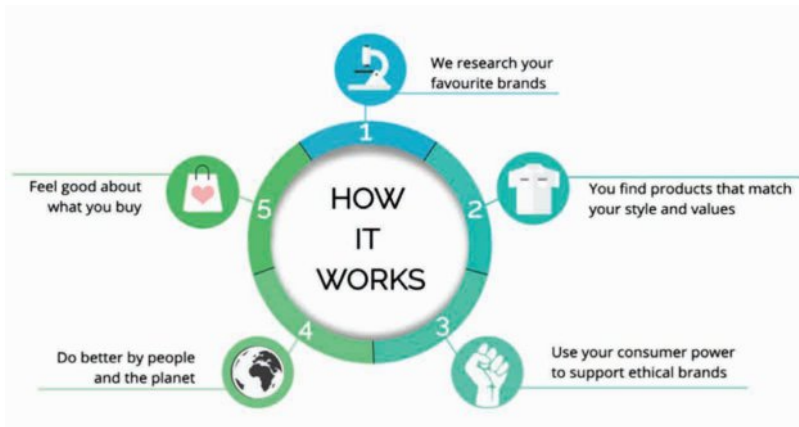 HOW
IT
WORKS
1
We research your
favourite brands
2
You find products that match
your style and values
3
Use your consumer power
to support ethical brands
4
Do better by people
and the planet
5
Feel good about
what you buy